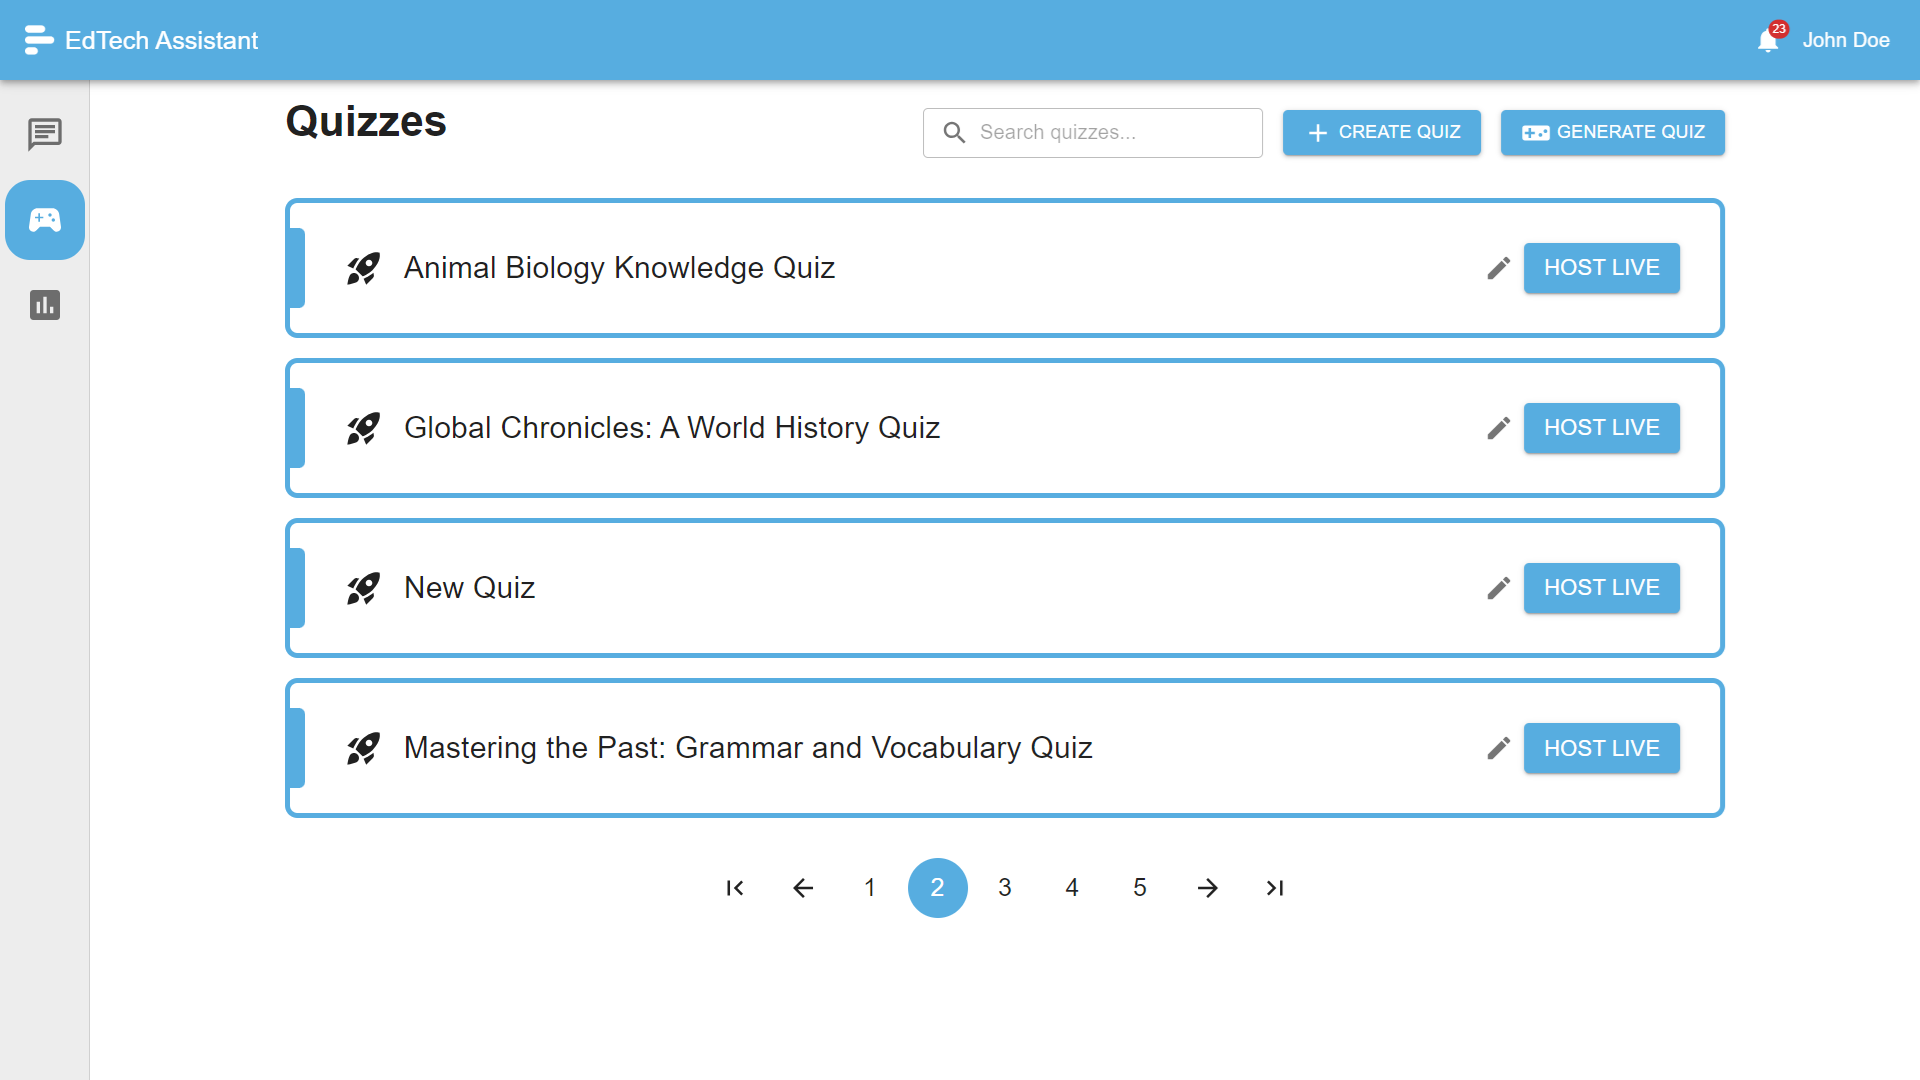 EdTech Assistant
23
John Doe
Quizzes
Search quizzes...
CREATE QUIZ
GENERATE QUIZ
Animal Biology Knowledge Quiz
HOST LIVE
Global Chronicles: A World History Quiz
HOST LIVE
New Quiz
HOST LIVE
Mastering the Past: Grammar and Vocabulary Quiz
HOST LIVE
1 2 3 4 5